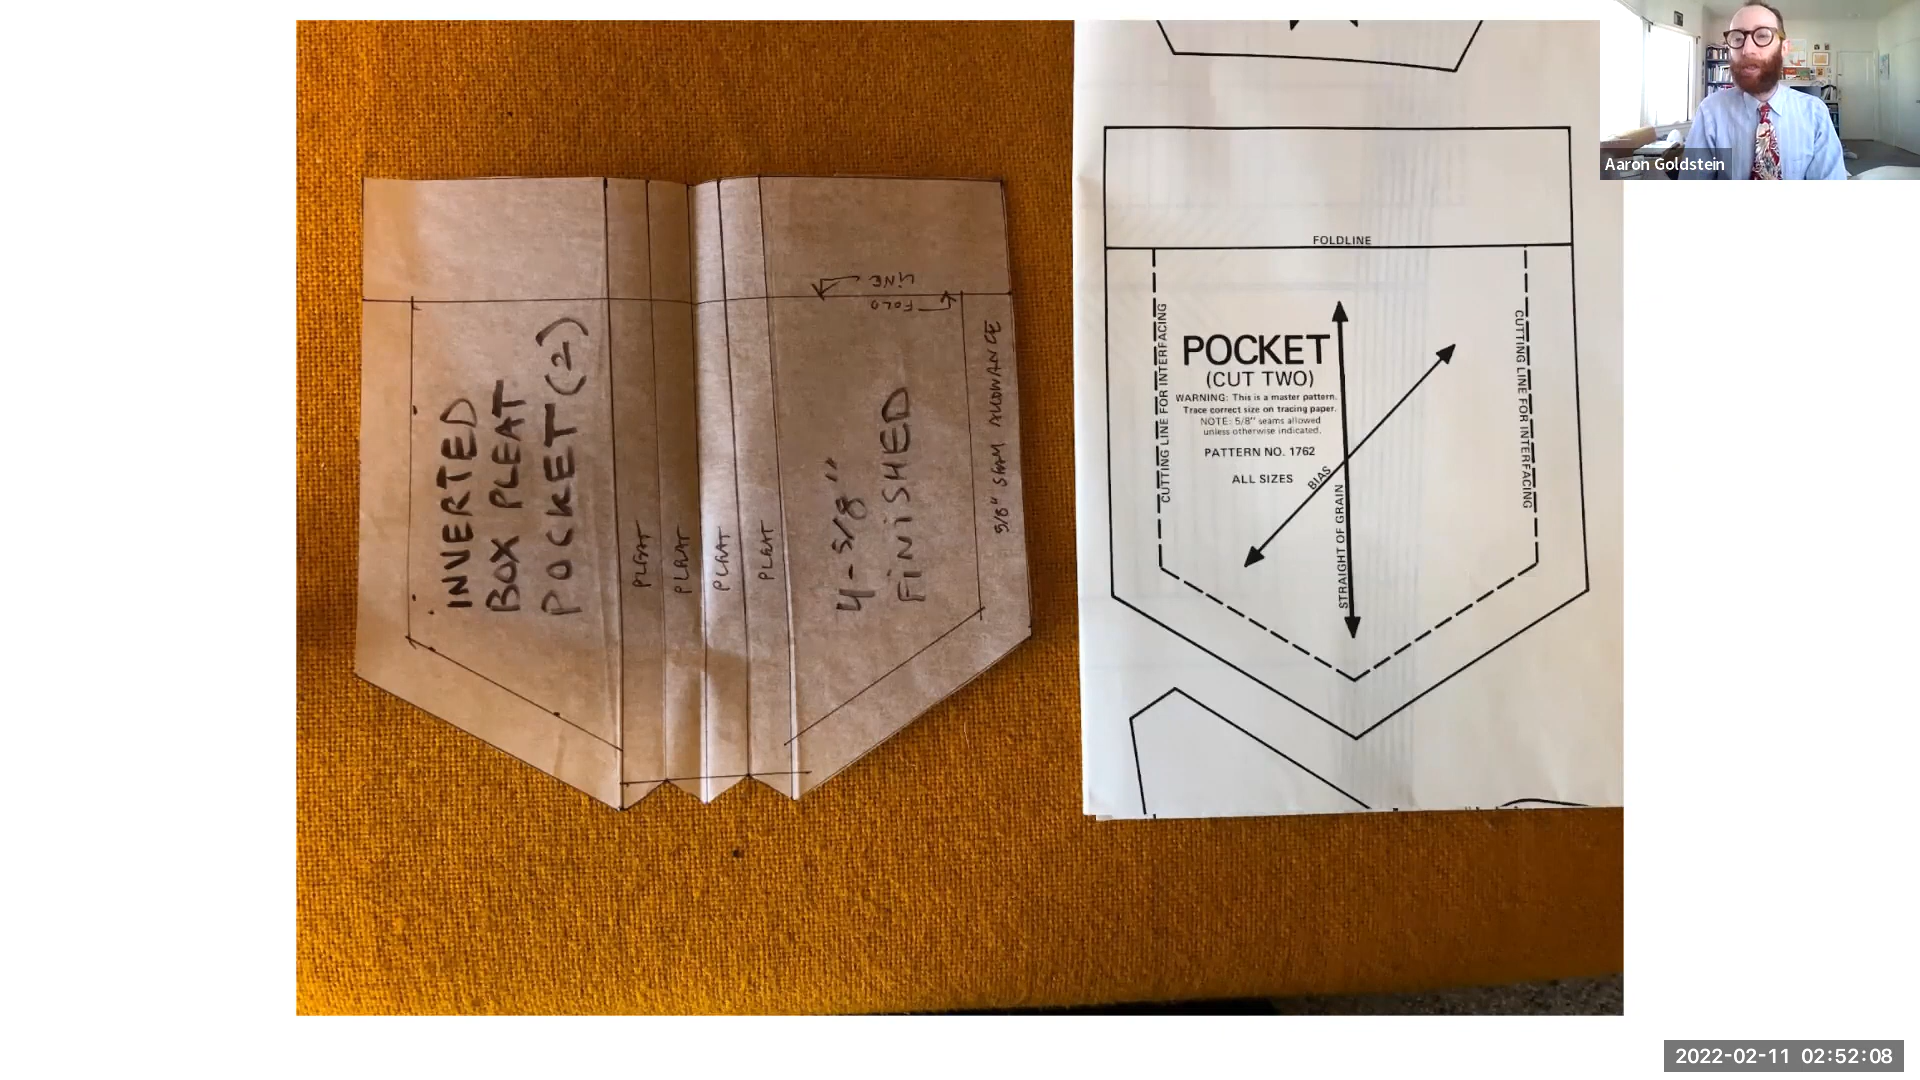 INVERTED
BOX PLEAT
POCKET (2)
PLEAT
PLEAT
PLEAT
PLEAT
FOLD
LINE
4-5/8"
FINISHED
5/8" SEAM ALLOWANCE
FOLDLINE
CUTTING LINE FOR INTERFACING
POCKET
(CUT TWO)
WARNING: This is a master pattern.
Trace correct size on tracing paper.
NOTE: 5/8" seams allowed
unless otherwise indicated.
PATTERN NO. 1762
ALL SIZES
BIAS
STRAIGHT OF GRAIN
CUTTING LINE FOR INTERFACING
Aaron Goldstein
2022-02-11 02:52:08